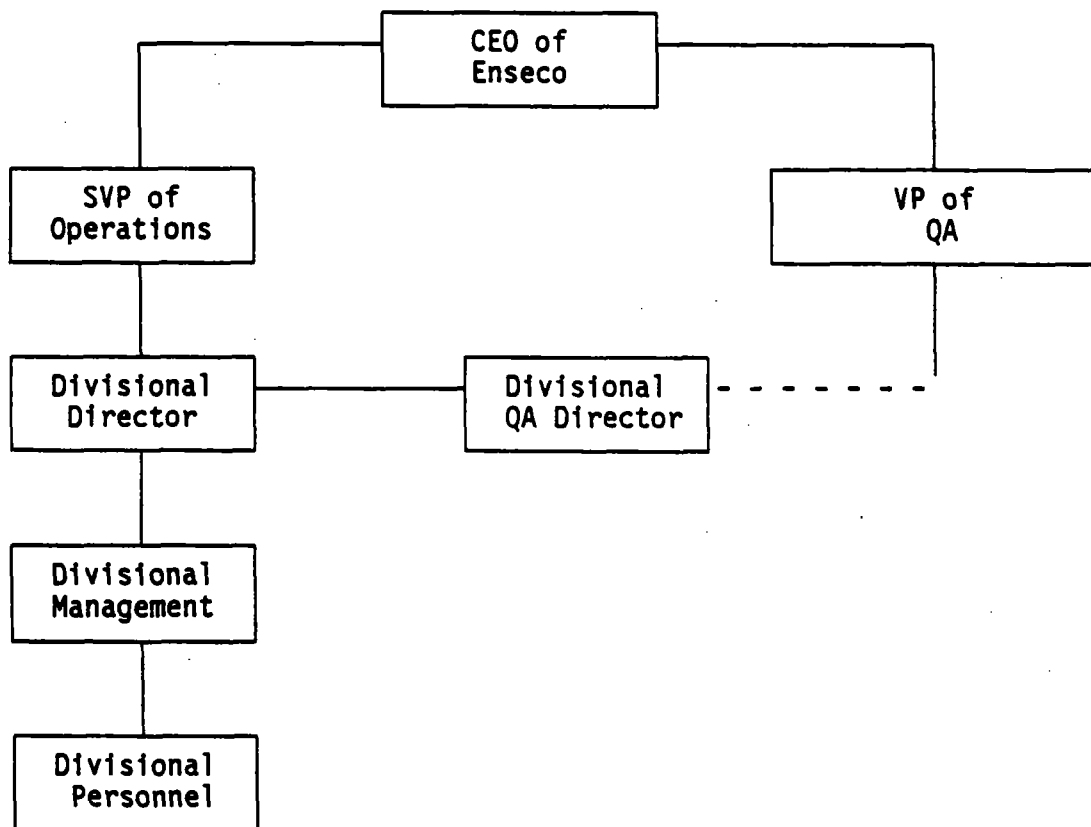 CEO of
Enseco
SVP of
Operations
VP of
QA
Divisional
Director
Divisional
QA Director
Divisional
Management
Divisional
Personnel